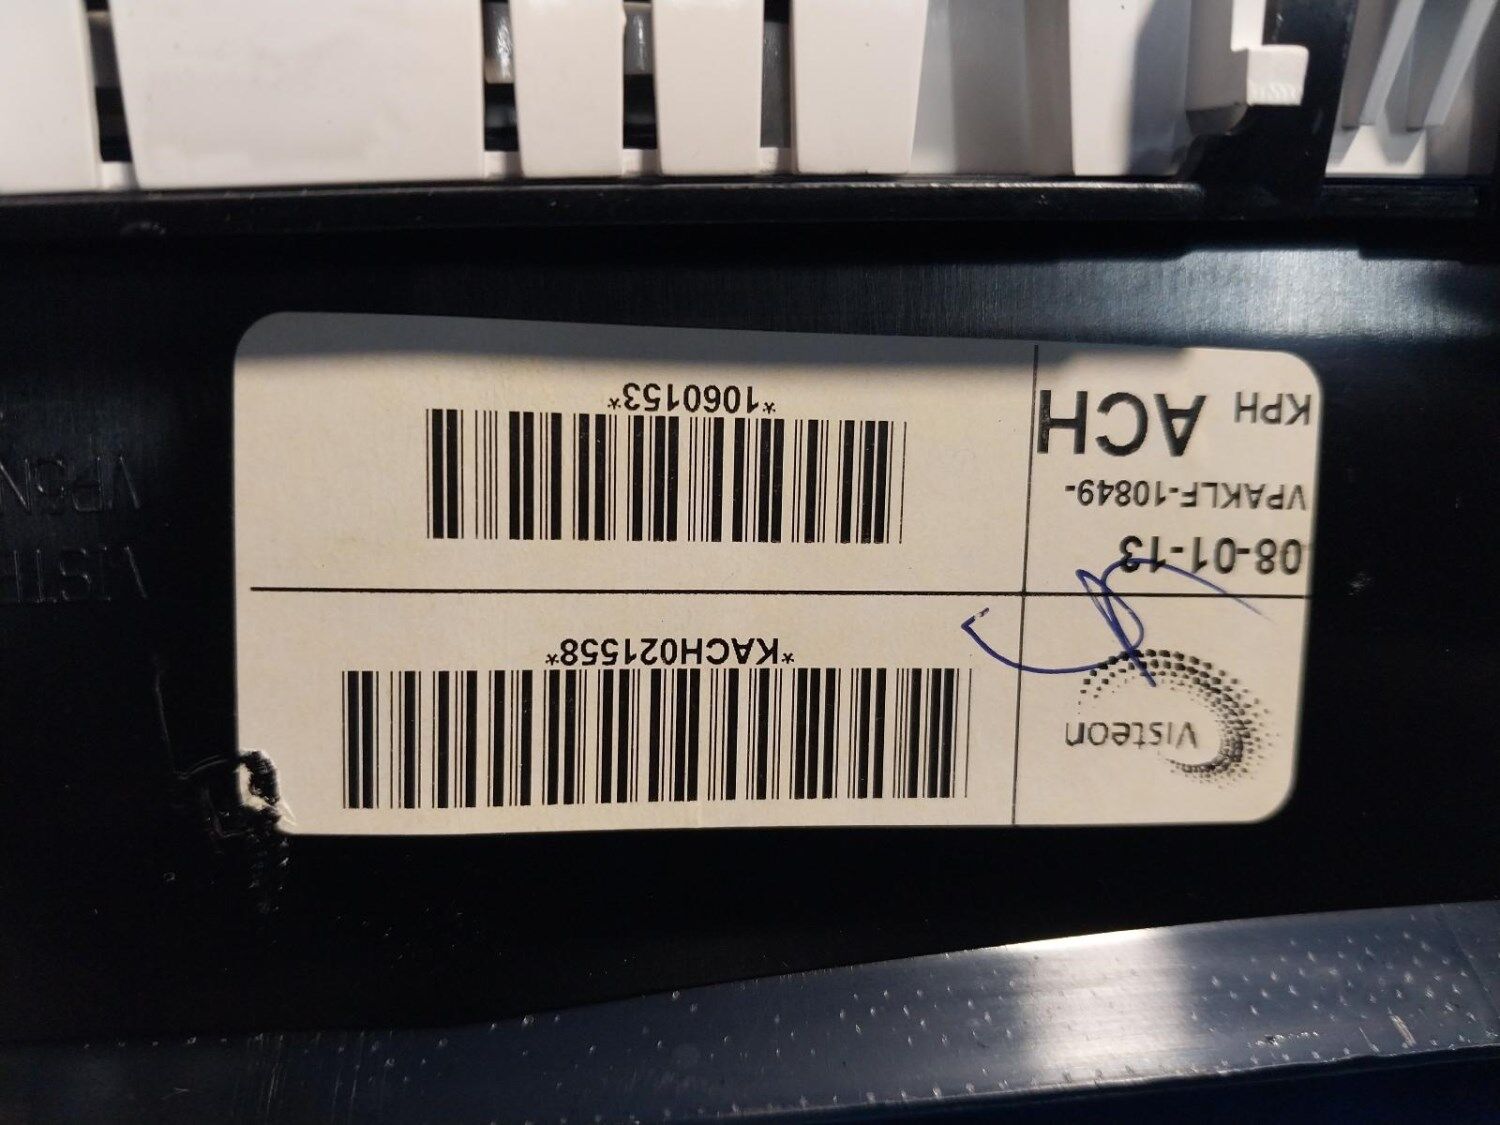 Visteon
*KACH021558*
08-01-13
VPAKLF-10849-
KPH ACH
*1060153*